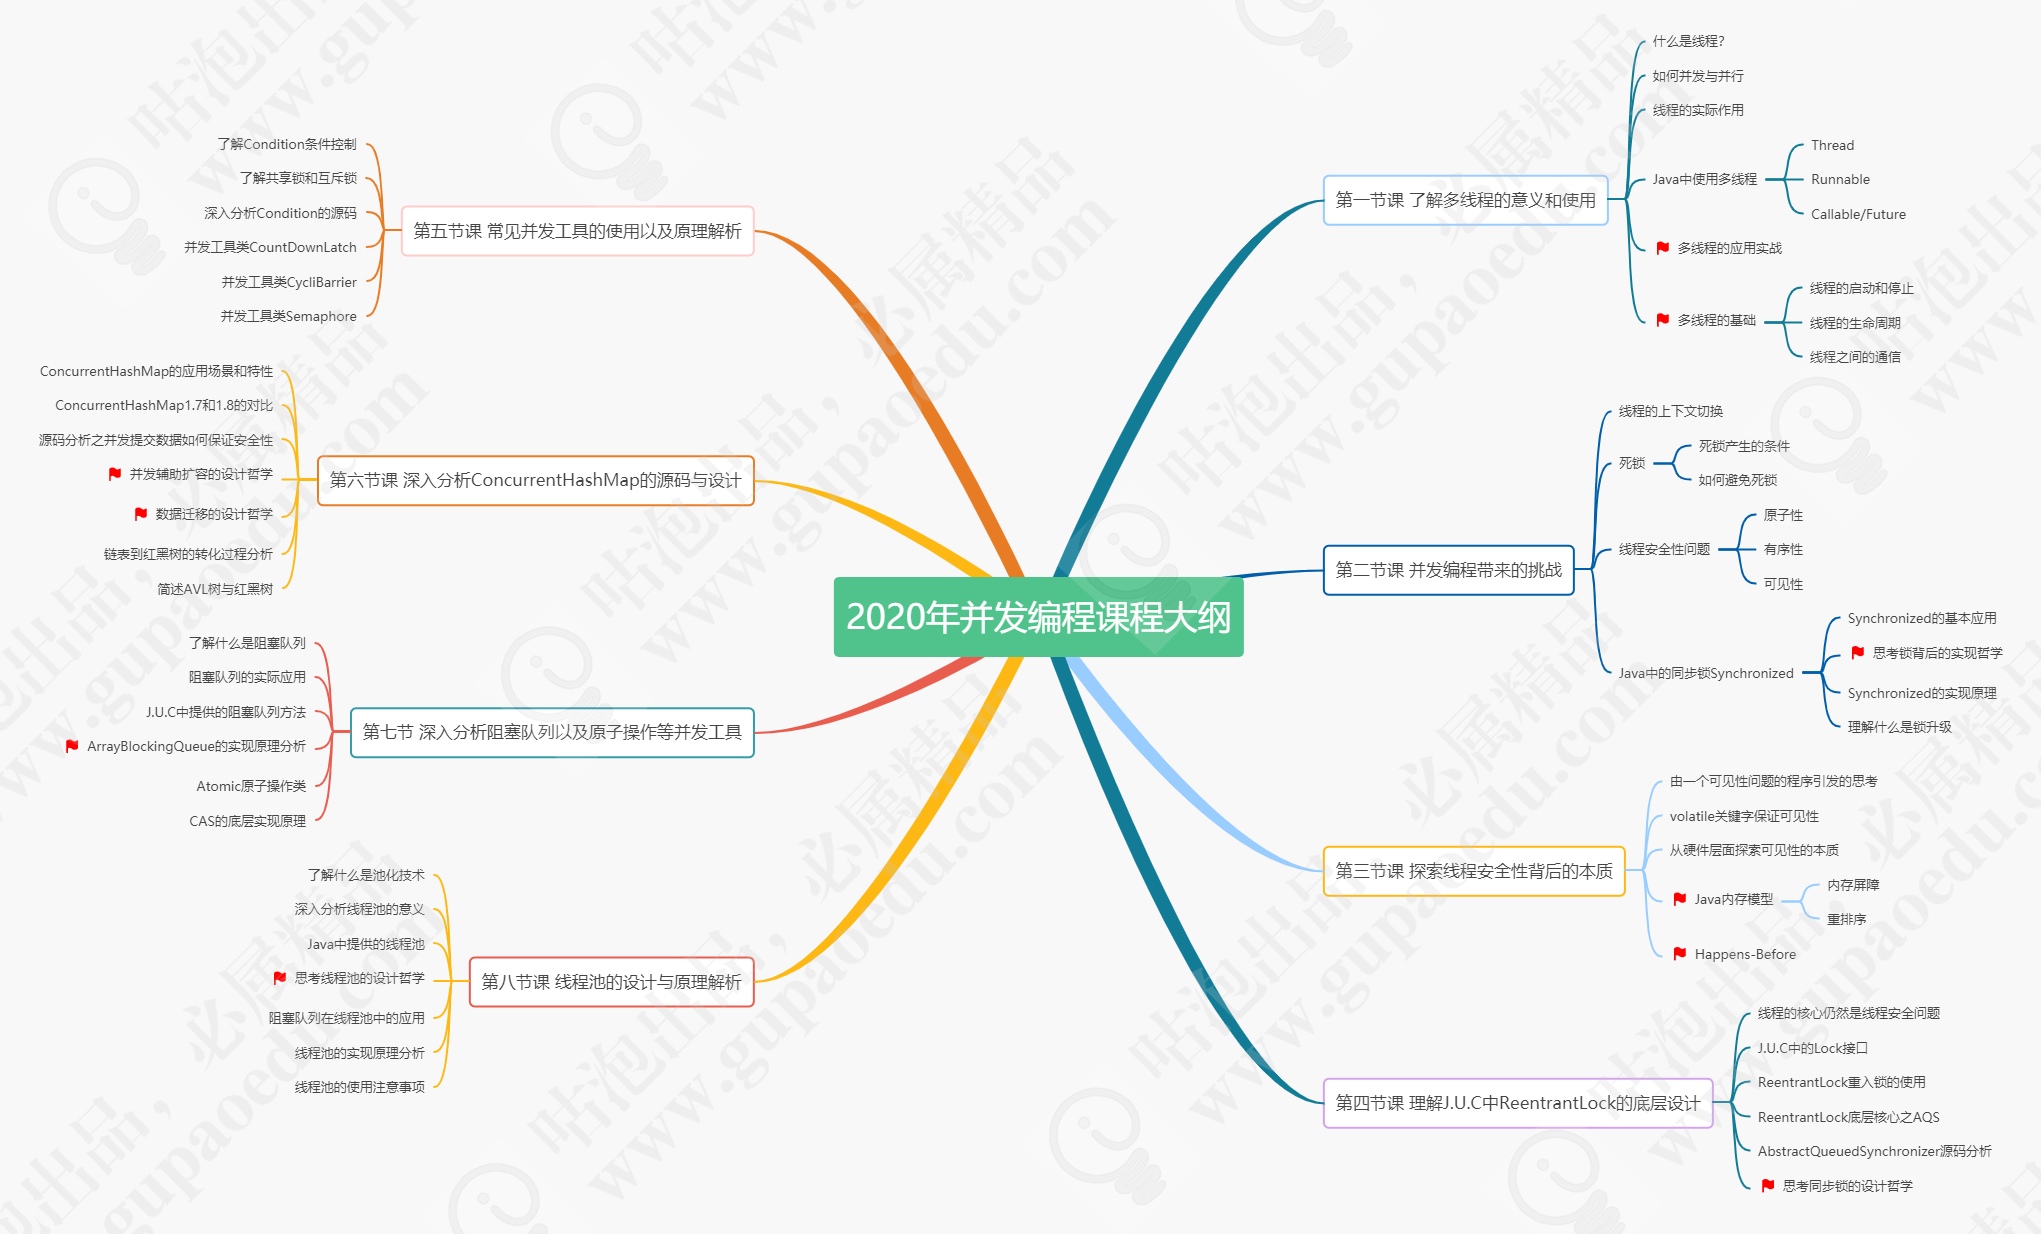 2020年并发编程课程大纲
第一节课 了解多线程的意义和使用
什么是线程?
如何并发与并行
线程的实际作用
Java中使用多线程
Thread
Runnable
Callable/Future
多线程的应用实战
多线程的基础
线程的启动和停止
线程的生命周期
线程之间的通信
第二节课 并发编程带来的挑战
线程的上下文切换
死锁
死锁产生的条件
如何避免死锁
线程安全性问题
原子性
有序性
可见性
Java中的同步锁Synchronized
Synchronized的基本应用
思考锁背后的实现哲学
Synchronized的实现原理
理解什么是锁升级
第三节课 探索线程安全性背后的本质
由一个可见性问题的程序引发的思考
volatile关键字保证可见性
从硬件层面探索可见性的本质
Java内存模型
内存屏障
重排序
Happens-Before
第四节课 理解J.U.C中ReentrantLock的底层设计
线程的核心仍然是线程安全问题
J.U.C中的Lock接口
ReentrantLock重入锁的使用
ReentrantLock底层核心之AQS
AbstractQueuedSynchronizer源码分析
思考同步锁的设计哲学
第五节课 常见并发工具的使用以及原理解析
了解Condition条件控制
了解共享锁和互斥锁
深入分析Condition的源码
并发工具类CountDownLatch
并发工具类CycliBarrier
并发工具类Semaphore
第六节课 深入分析ConcurrentHashMap的源码与设计
ConcurrentHashMap的应用场景和特性
ConcurrentHashMap1.7和1.8的对比
源码分析之并发提交数据如何保证安全性
并发辅助扩容的设计哲学
数据迁移的设计哲学
链表到红黑树的转化过程分析
简述AVL树与红黑树
第七节 深入分析阻塞队列以及原子操作等并发工具
了解什么是阻塞队列
阻塞队列的实际应用
J.U.C中提供的阻塞队列方法
ArrayBlockingQueue的实现原理分析
Atomic原子操作类
CAS的底层实现原理
第八节课 线程池的设计与原理解析
了解什么是池化技术
深入分析线程池的意义
Java中提供的线程池
思考线程池的设计哲学
阻塞队列在线程池中的应用
线程池的实现原理分析
线程池的使用注意事项
咕泡出品，必属精品
www.gupaoedu.com